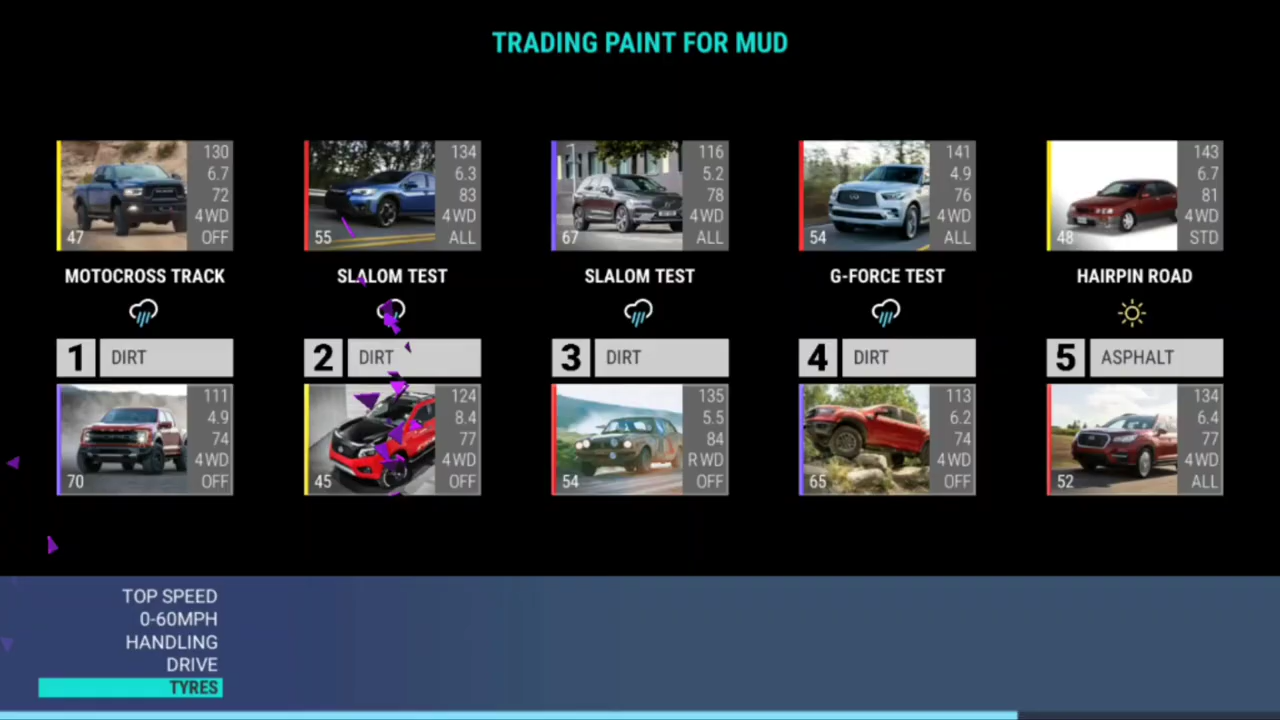 TRADING PAINT FOR MUD
130
6.7
72
4WD
47 OFF
134
6.3
83
4WD
55 ALL
116
5.2
78
4WD
67 ALL
141
4.9
76
4WD
54 ALL
143
6.7
81
4WD
48 STD
MOTOCROSS TRACK
SLALOM TEST
SLALOM TEST
G-FORCE TEST
HAIRPIN ROAD
1 DIRT
2 DIRT
3 DIRT
4 DIRT
5 ASPHALT
111
4.9
74
4WD
70 OFF
124
8.4
77
4WD
45 OFF
135
5.5
84
RWD
54 OFF
113
6.2
74
4WD
65 OFF
134
6.4
77
4WD
52 ALL
TOP SPEED
0-60MPH
HANDLING
DRIVE
TYRES